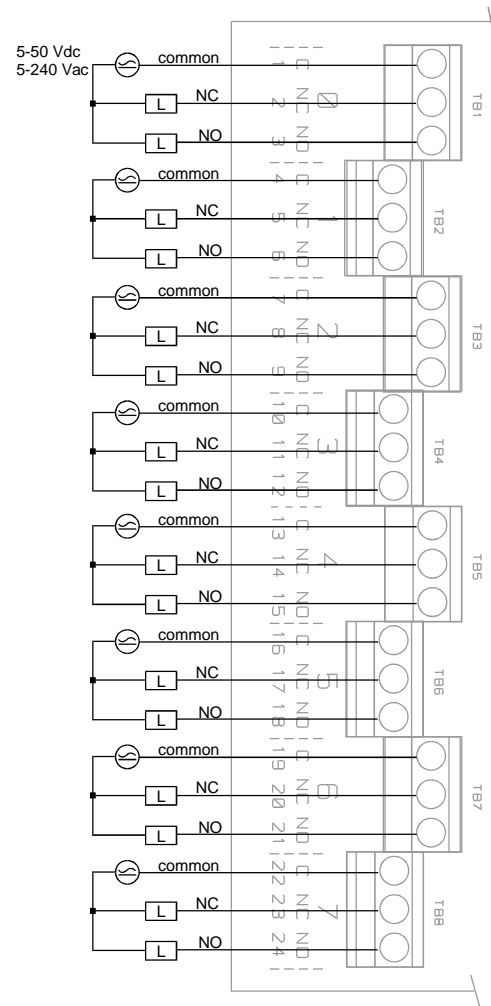 5-50 Vdc
5-240 Vac
common
1 C
L NC
2 NC 0
L NO
3 NO
TB1
common
4 C
L NC
5 NC 1
L NO
6 NO
TB2
common
7 C
L NC
8 NC 2
L NO
9 NO
TB3
common
10 C
L NC
11 NC 3
L NO
12 NO
TB4
common
13 C
L NC
14 NC 4
L NO
15 NO
TB5
common
16 C
L NC
17 NC 5
L NO
18 NO
TB6
common
19 C
L NC
20 NC 6
L NO
21 NO
TB7
common
22 C
L NC
23 NC 7
L NO
24 NO
TB8